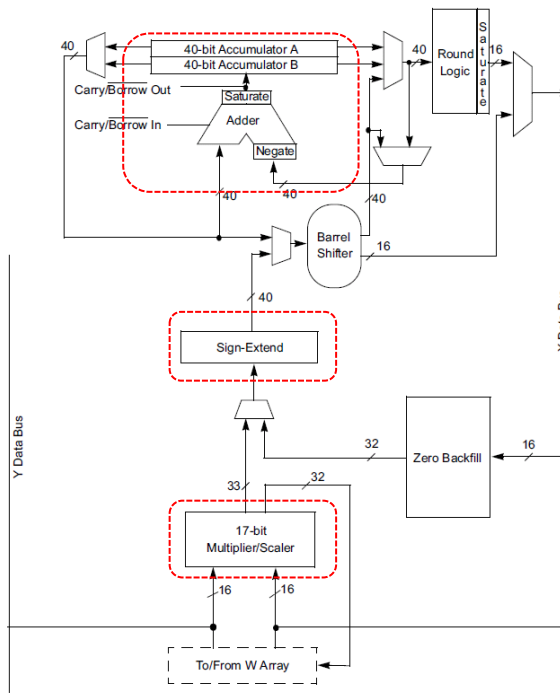 40
40-bit Accumulator A
40-bit Accumulator B
Carry/Borrow Out
Saturate
Carry/Borrow In
Adder
Negate
40
Round
Logic
Saturate
16
40
40
40
Barrel
Shifter
16
40
Sign-Extend
Y Data Bus
32
Zero Backfill
16
33
32
17-bit
Multiplier/Scaler
16
16
To/From W Array